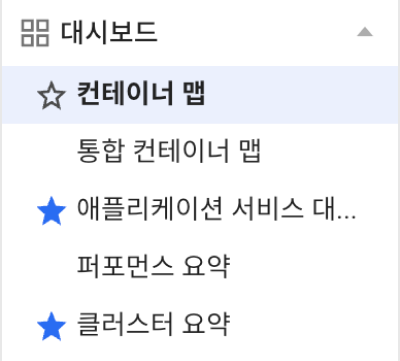 대시보드
컨테이너 맵
통합 컨테이너 맵
애플리케이션 서비스 대...
퍼포먼스 요약
클러스터 요약